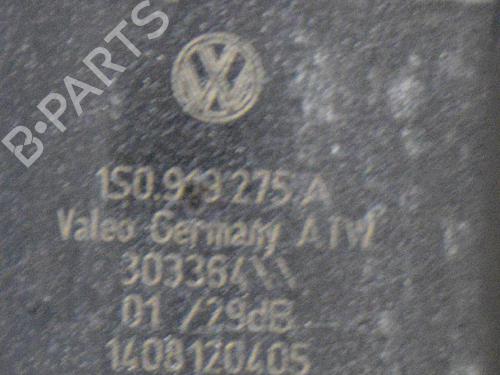 B-PARTS
1S0.919 275 A
Valeo Germany ATW
303364\\
01 /29dB
1408120405